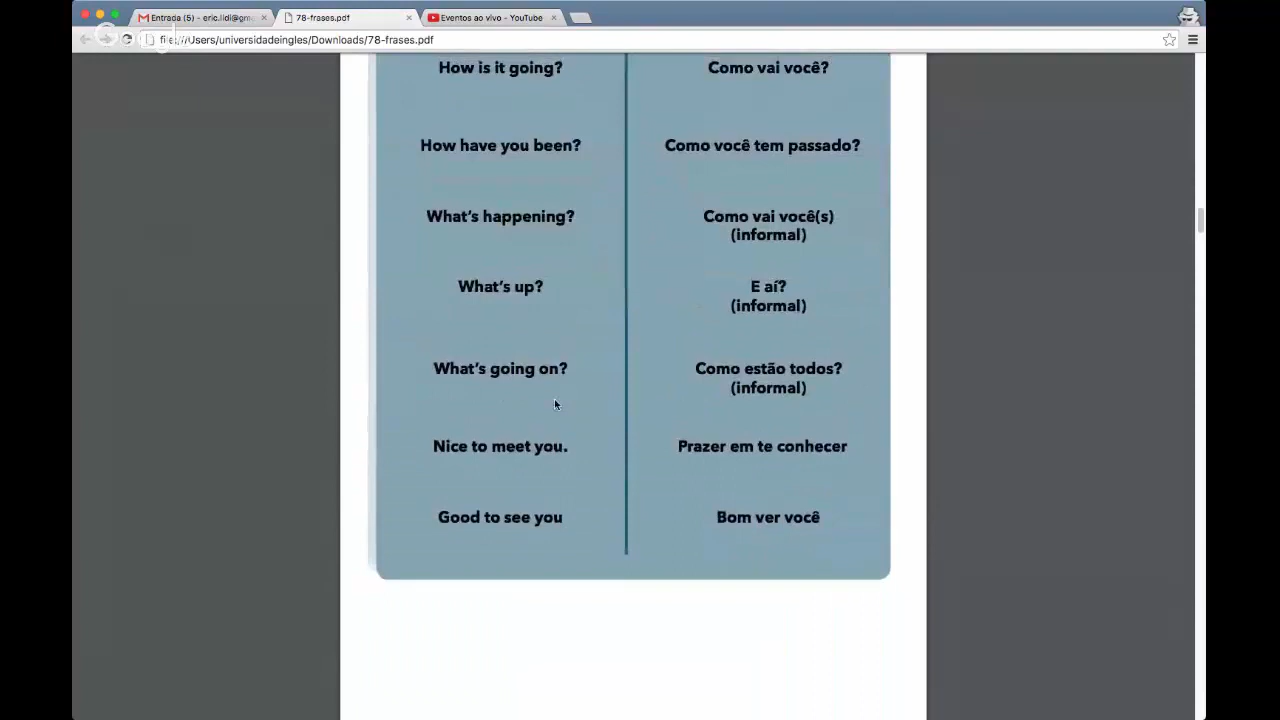 Entrada (5) - eric.lidi@gm
78-frases.pdf
Eventos ao vivo - YouTube
file:///Users/universidadeingles/Downloads/78-frases.pdf
How is it going? Como vai você?
How have you been? Como você tem passado?
What's happening? Como vai você(s)
(informal)
What's up? E aí?
(informal)
What's going on? Como estão todos?
(informal)
Nice to meet you. Prazer em te conhecer
Good to see you Bom ver você